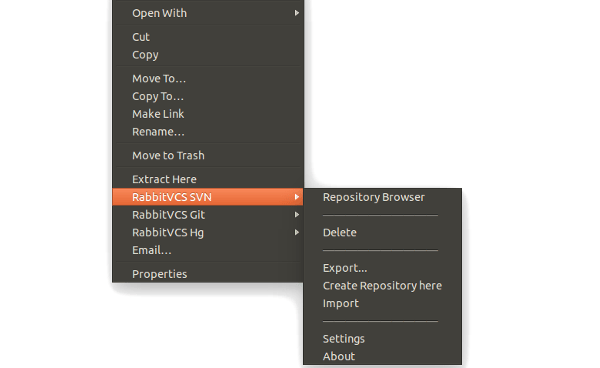 Open With
Cut
Copy
Move To...
Copy To...
Make Link
Rename...
Move to Trash
Extract Here
RabbitVCS SVN
RabbitVCS Git
RabbitVCS Hg
Email...
Properties
Repository Browser
Delete
Export...
Create Repository here
Import
Settings
About